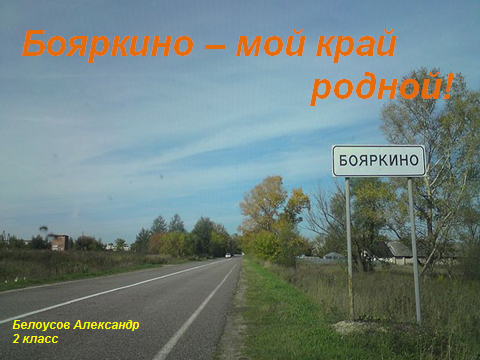 Бояркино – мой край
родной!
БОЯРКИНО
Белоусов Александр
2 класс